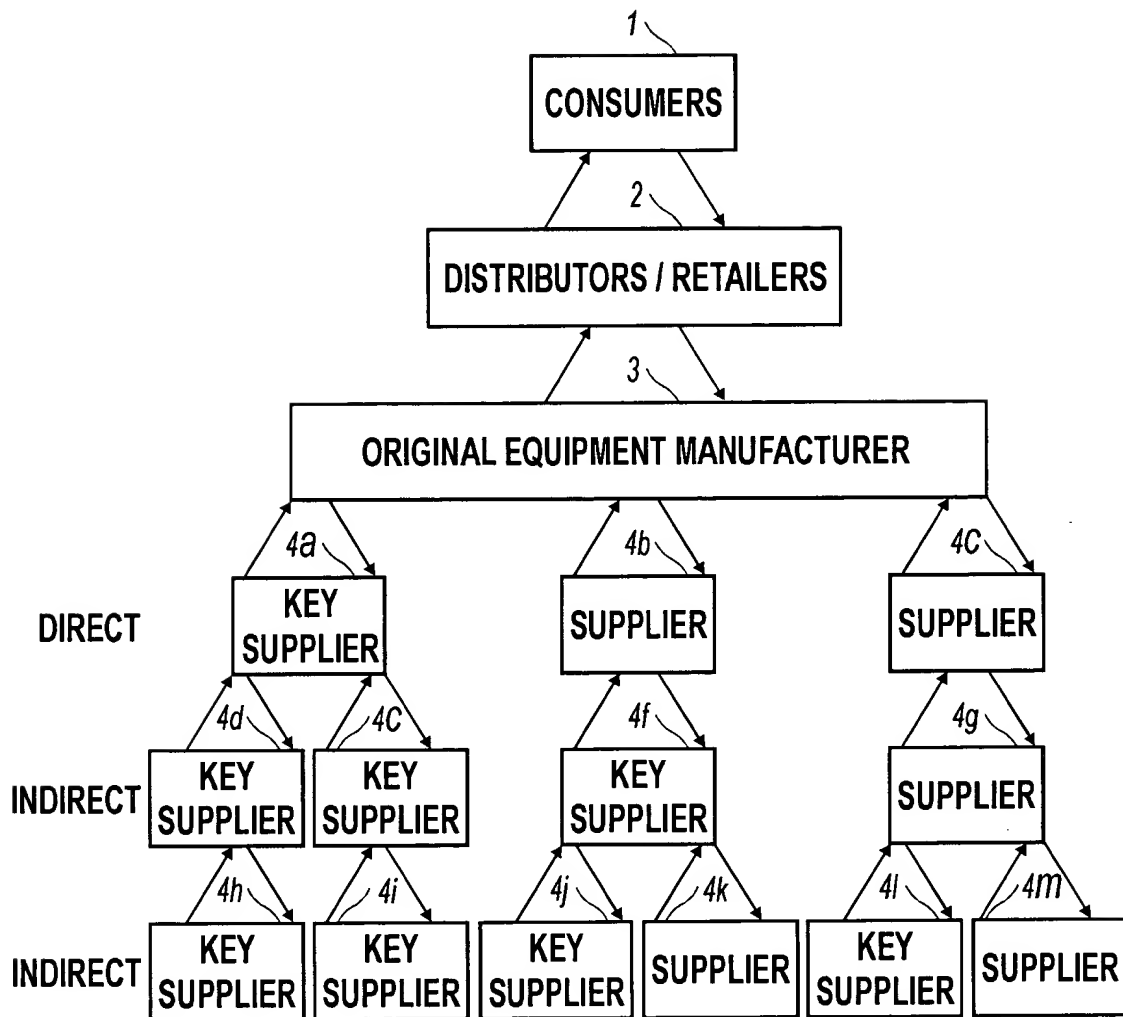 1
CONSUMERS
2
DISTRIBUTORS / RETAILERS
3
ORIGINAL EQUIPMENT MANUFACTURER
4a
4b
4c
DIRECT
KEY
SUPPLIER
SUPPLIER
SUPPLIER
4d
4c
4f
4g
INDIRECT
KEY
SUPPLIER
KEY
SUPPLIER
KEY
SUPPLIER
SUPPLIER
4h
4i
4j
4k
4l
4m
INDIRECT
KEY
SUPPLIER
KEY
SUPPLIER
KEY
SUPPLIER
SUPPLIER
KEY
SUPPLIER
SUPPLIER